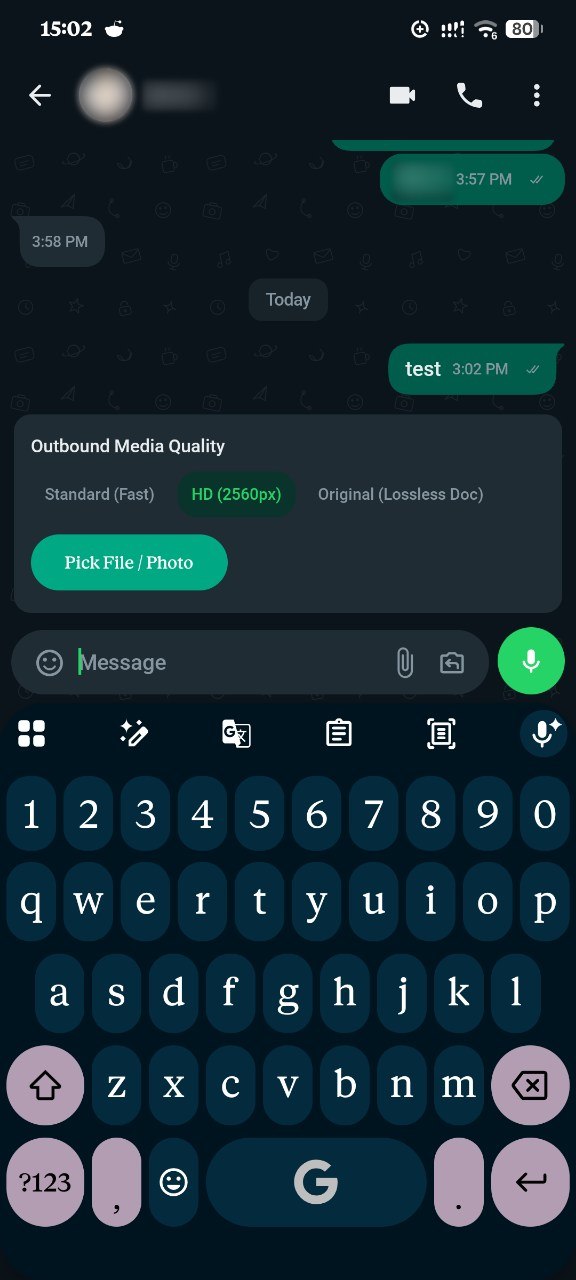 15:02
6
80
3:57 PM
3:58 PM
Today
test 3:02 PM
Outbound Media Quality
Standard (Fast) HD (2560px) Original (Lossless Doc)
Pick File / Photo
Message
G 文
1 2 3 4 5 6 7 8 9 0
q w e r t y u i o p
a s d f g h j k l
z x c v b n m
?123 , G .